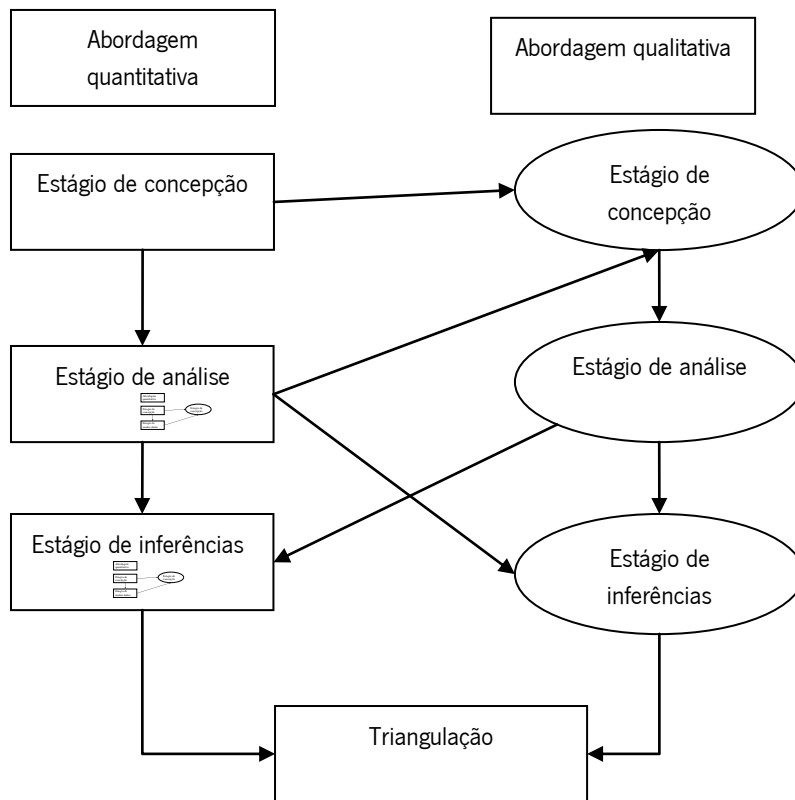 Abordagem
quantitativa
Abordagem qualitativa
Estágio de concepção
Estágio de
concepção
Estágio de análise
Estágio de análise
Estágio de inferências
Estágio de
inferências
Triangulação